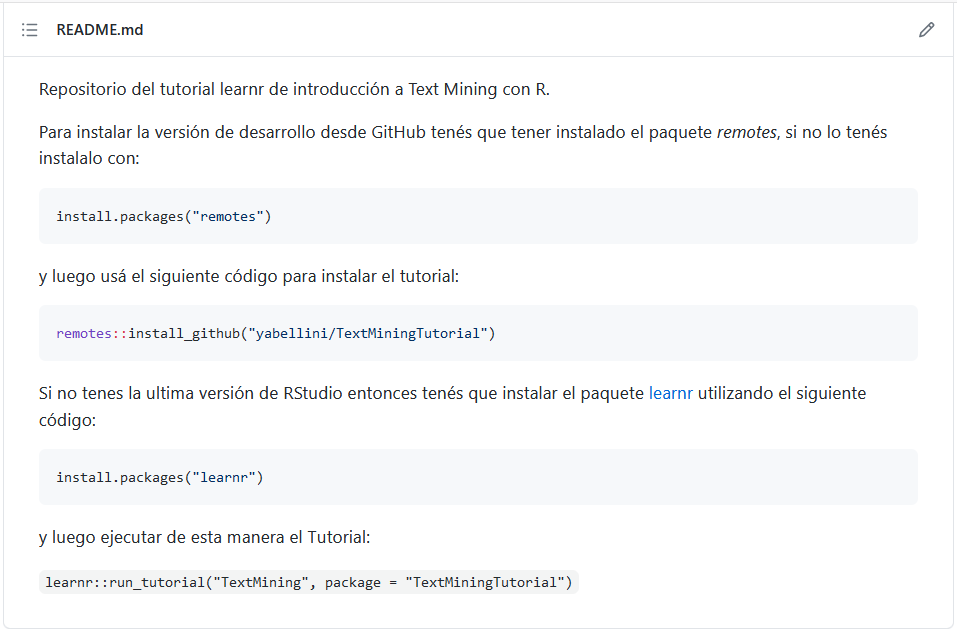 README.md
Repositorio del tutorial learnr de introducción a Text Mining con R.
Para instalar la versión de desarrollo desde GitHub tenés que tener instalado el paquete remotes, si no lo tenés
instalalo con:
install.packages("remotes")
y luego usá el siguiente código para instalar el tutorial:
remotes::install_github("yabellini/TextMiningTutorial")
Si no tenes la ultima versión de RStudio entonces tenés que instalar el paquete learnr utilizando el siguiente
código:
install.packages("learnr")
y luego ejecutar de esta manera el Tutorial:
learnr::run_tutorial("TextMining", package = "TextMiningTutorial")